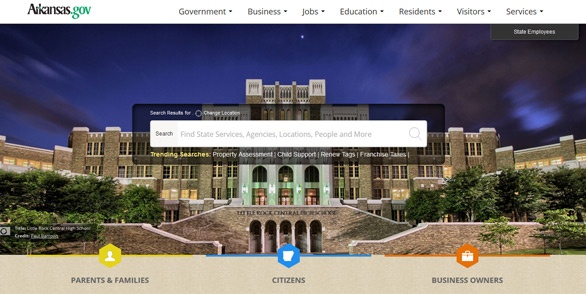 Arkansas.gov
Government Business Jobs Education Residents Visitors Services
State Employees
Search Results for Change Location
Search Find State Services, Agencies, Locations, People and More
Trending Searches: Property Assessment | Child Support | Renew Tags | Franchise Taxes |
LITTLE ROCK CENTRAL HIGH SCHOOL
Title: Little Rock Central High School
Credit: Paul Barrows
PARENTS & FAMILIES CITIZENS BUSINESS OWNERS